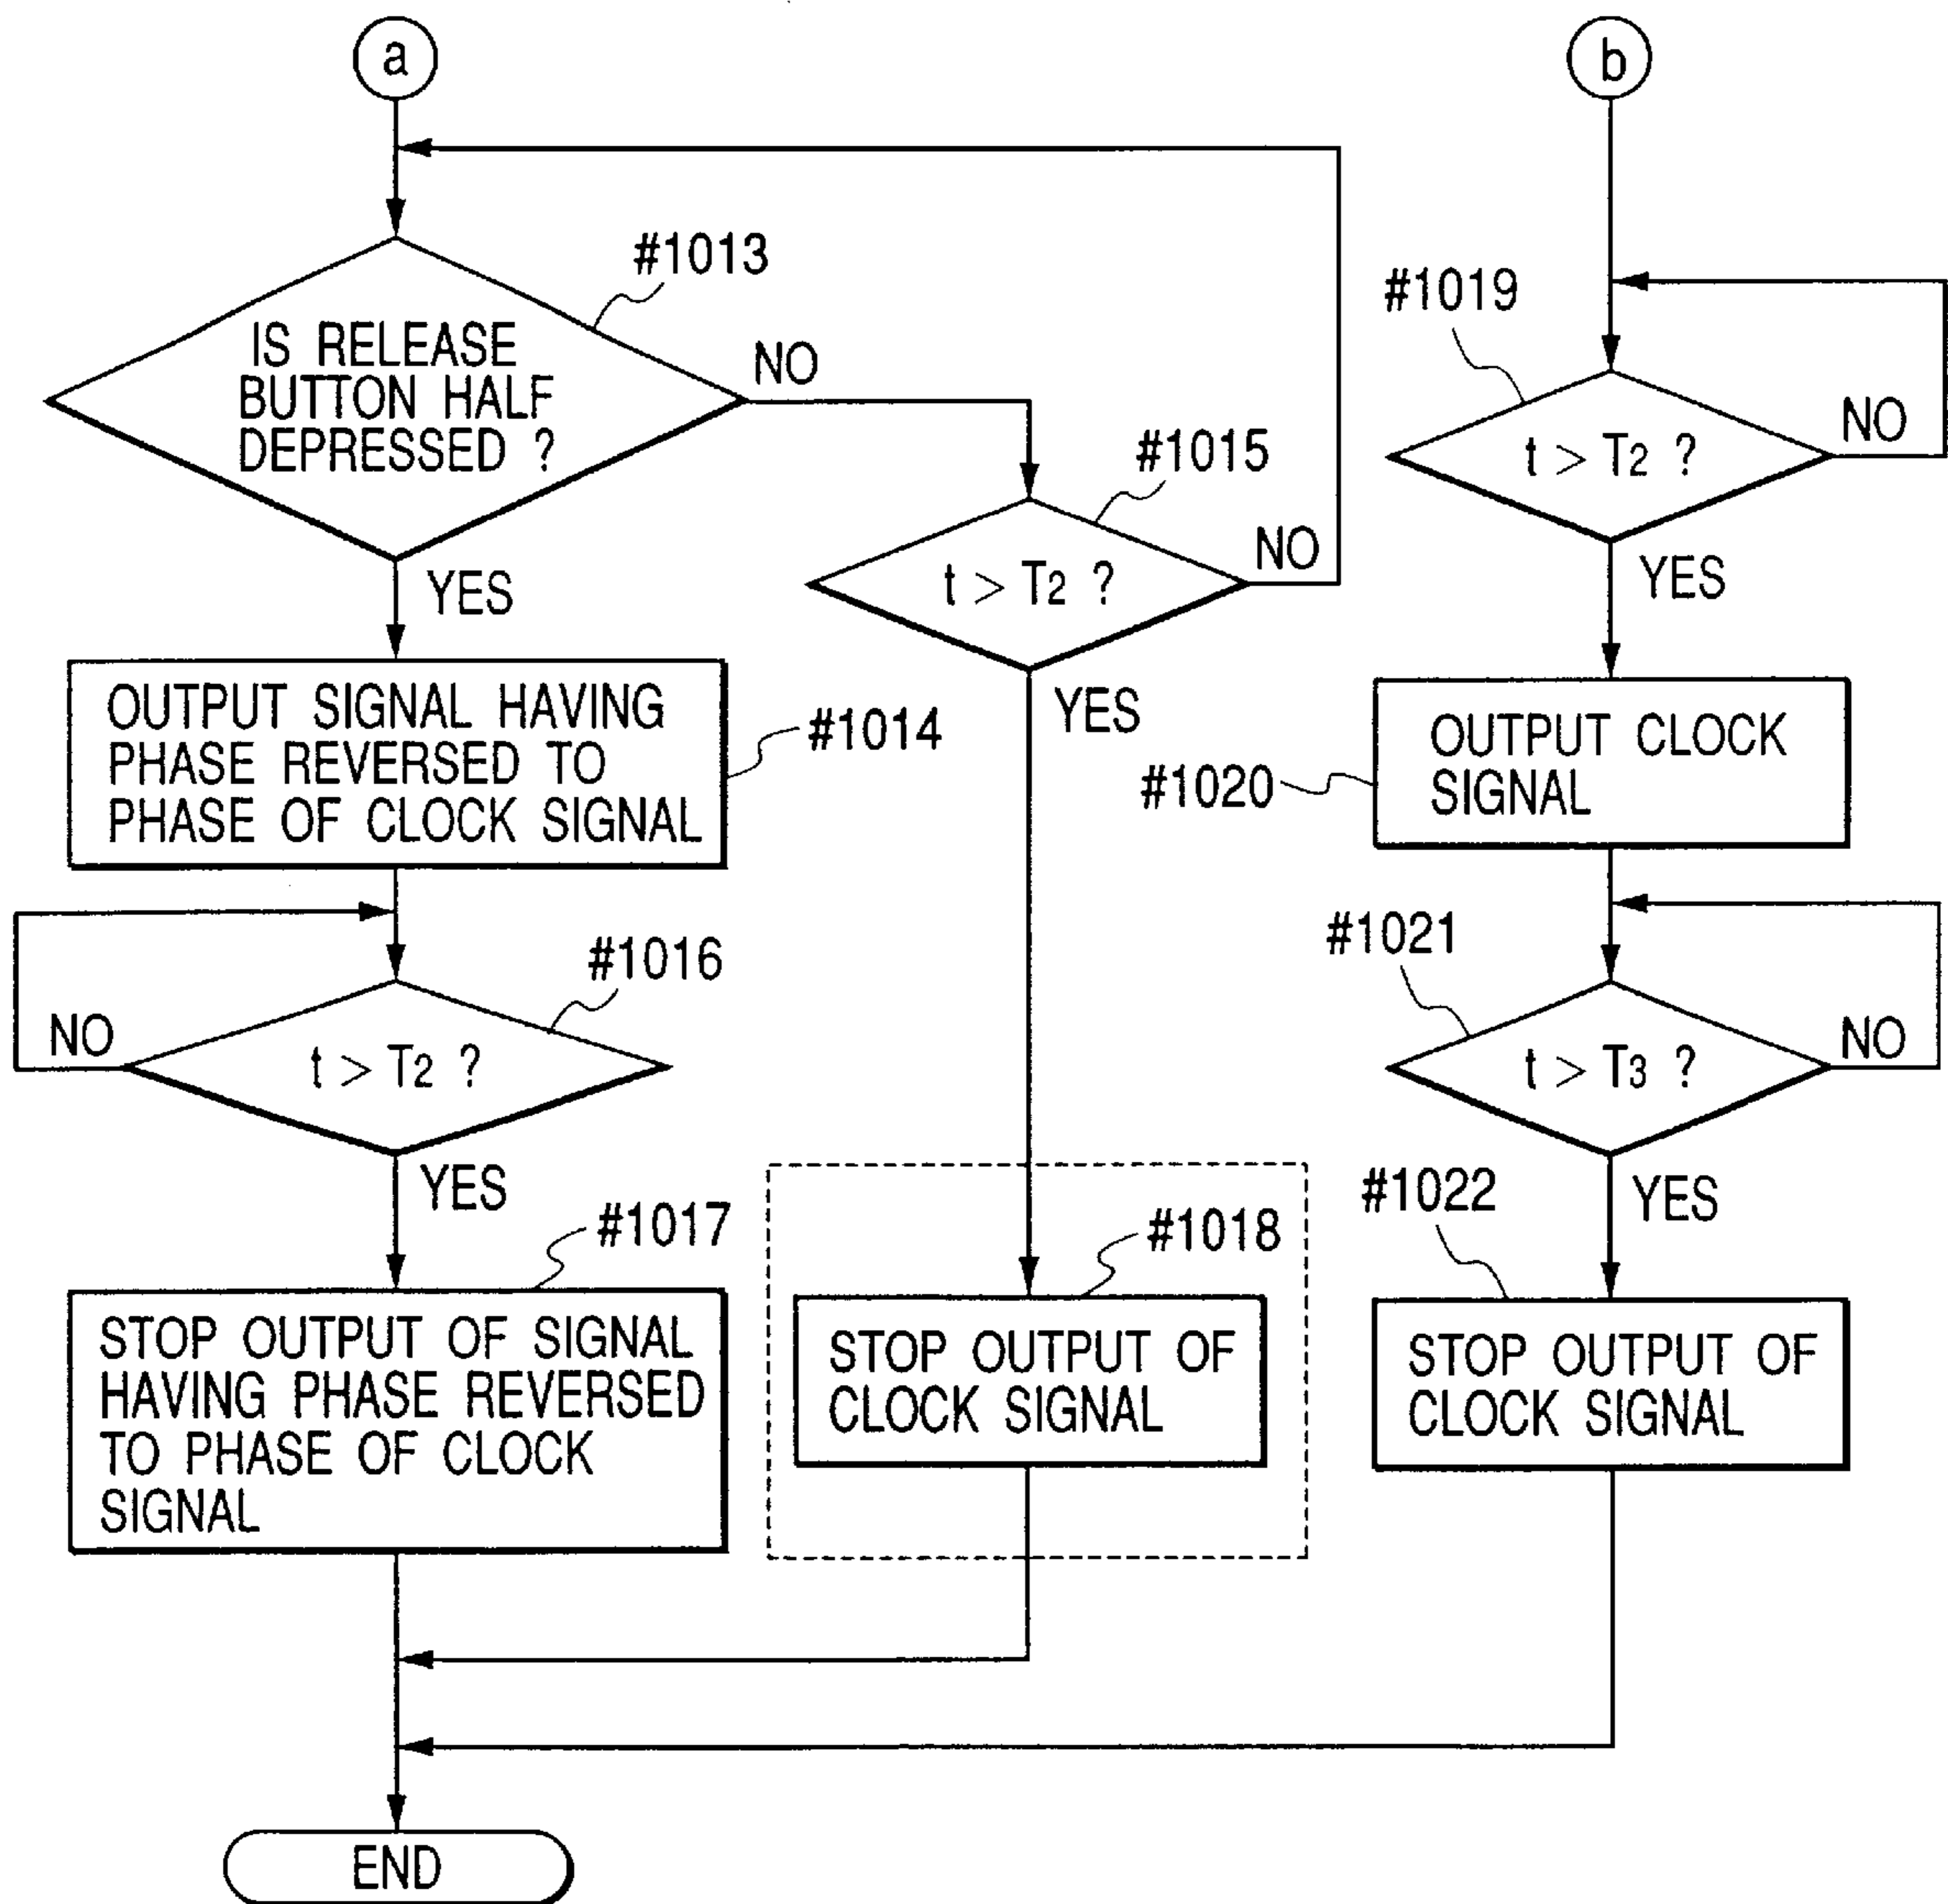 a
b
#1013
IS RELEASE
BUTTON HALF
DEPRESSED ?
NO
YES
#1015
t > T2 ?
NO
YES
OUTPUT SIGNAL HAVING
PHASE REVERSED TO
PHASE OF CLOCK SIGNAL
#1014
#1016
t > T2 ?
NO
YES
#1017
STOP OUTPUT OF SIGNAL
HAVING PHASE REVERSED
TO PHASE OF CLOCK
SIGNAL
#1018
STOP OUTPUT OF
CLOCK SIGNAL
#1019
t > T2 ?
NO
YES
#1020
OUTPUT CLOCK
SIGNAL
#1021
t > T3 ?
NO
YES
#1022
STOP OUTPUT OF
CLOCK SIGNAL
END